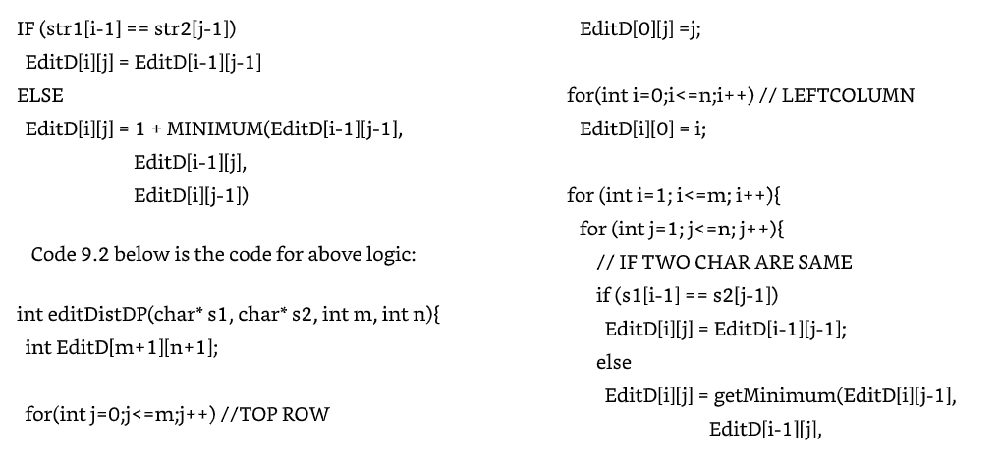 IF (str1[i-1] == str2[j-1])
EditD[i][j] = EditD[i-1][j-1]
ELSE
EditD[i][j] = 1 + MINIMUM(EditD[i-1][j-1],
EditD[i-1][j],
EditD[i][j-1])
Code 9.2 below is the code for above logic:
int editDistDP(char* s1, char* s2, int m, int n){
int EditD[m+1][n+1];
for(int j=0;j<=m;j++) //TOP ROW
EditD[0][j] =j;
for(int i=0;i<=n;i++) // LEFTCOLUMN
EditD[i][0] = i;
for (int i=1; i<=m; i++){
for (int j=1; j<=n; j++){
// IF TWO CHAR ARE SAME
if (s1[i-1] == s2[j-1])
EditD[i][j] = EditD[i-1][j-1];
else
EditD[i][j] = getMinimum(EditD[i][j-1],
EditD[i-1][j],